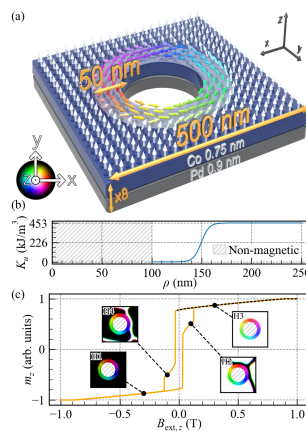 (a)
z
x
y
50 nm
500 nm
Co 0.75 nm
Pd 0.9 nm
×8
y
z
x
(b)
K_u (kJ/m³)
453
226
0
Non-magnetic
0 50 100 150 200 250
ρ (nm)
(c)
m_z (arb. units)
1
0
−1
H3
H1
−1.0 −0.5 0.0 0.5 1.0
B_ext, z (T)